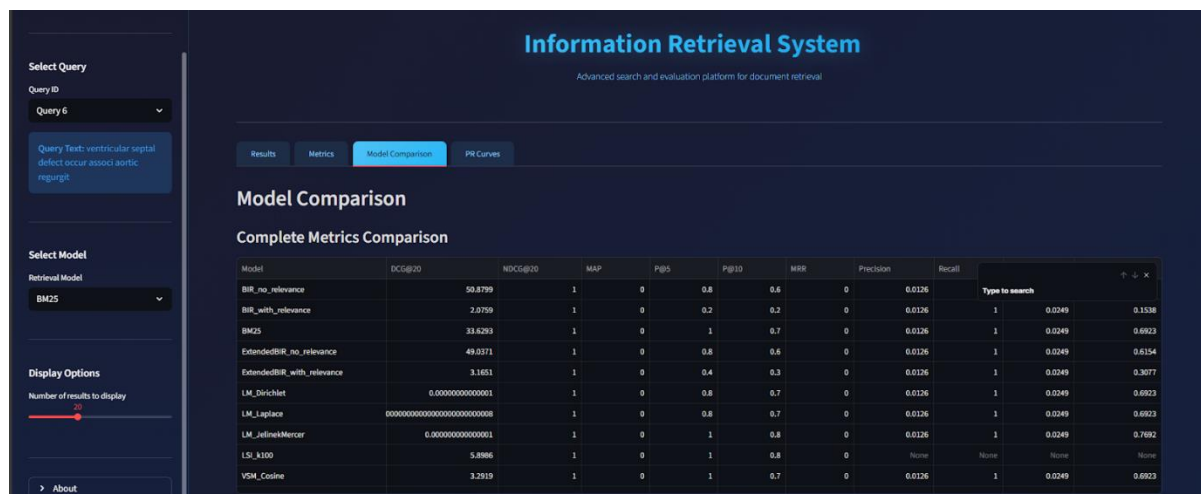 Information Retrieval System
Advanced search and evaluation platform for document retrieval
Select Query
Query ID
Query 6
Query Text: ventricular septal
defect occur associ aortic
regurgit
Select Model
Retrieval Model
BM25
Display Options
Number of results to display
20
About
Results Metrics Model Comparison PR Curves
Model Comparison
Complete Metrics Comparison
Model DCG@20 NDCG@20 MAP P@5 P@10 MRR Precision Recall
Type to search
BIR_no_relevance 50.8799 1 0 0.8 0.6 0 0.0126
BIR_with_relevance 2.0759 1 0 0.2 0.2 0 0.0126 1 0.0249 0.1538
BM25 33.6293 1 0 1 0.7 0 0.0126 1 0.0249 0.6923
ExtendedBIR_no_relevance 49.0371 1 0 0.8 0.6 0 0.0126 1 0.0249 0.6154
ExtendedBIR_with_relevance 3.1651 1 0 0.4 0.3 0 0.0126 1 0.0249 0.3077
LM_Dirichlet 1 0 0.8 0.7 0 0.0126 1 0.0249 0.6923
LM_Laplace 1 0 0.8 0.7 0 0.0126 1 0.0249 0.6923
LM_JelinekMercer 1 0 1 0.8 0 0.0126 1 0.0249 0.7692
LSI_k100 5.8986 1 0 1 0.8 0 None None None None
VSM_Cosine 3.2919 1 0 1 0.7 0 0.0126 1 0.0249 0.6923